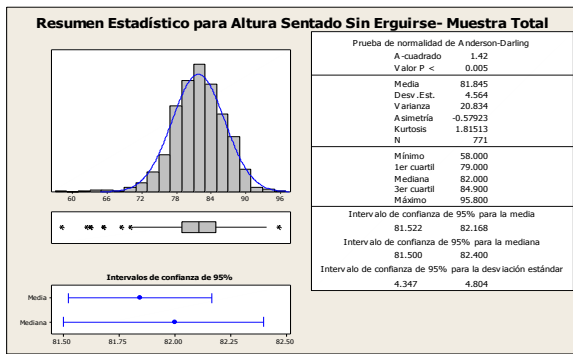 Resumen Estadístico para Altura Sentado Sin Erguirse- Muestra Total
60 66 72 78 84 90 96
Intervalos de confianza de 95%
Media
Mediana
81.50 81.75 82.00 82.25 82.50
Prueba de normalidad de Anderson-Darling
A-cuadrado 1.42
Valor P < 0.005
Media 81.845
Desv.Est. 4.564
Varianza 20.834
Asimetría -0.57923
Kurtosis 1.81513
N 771
Mínimo 58.000
1er cuartil 79.000
Mediana 82.000
3er cuartil 84.900
Máximo 95.800
Intervalo de confianza de 95% para la media
81.522 82.168
Intervalo de confianza de 95% para la mediana
81.500 82.400
Intervalo de confianza de 95% para la desviación estándar
4.347 4.804